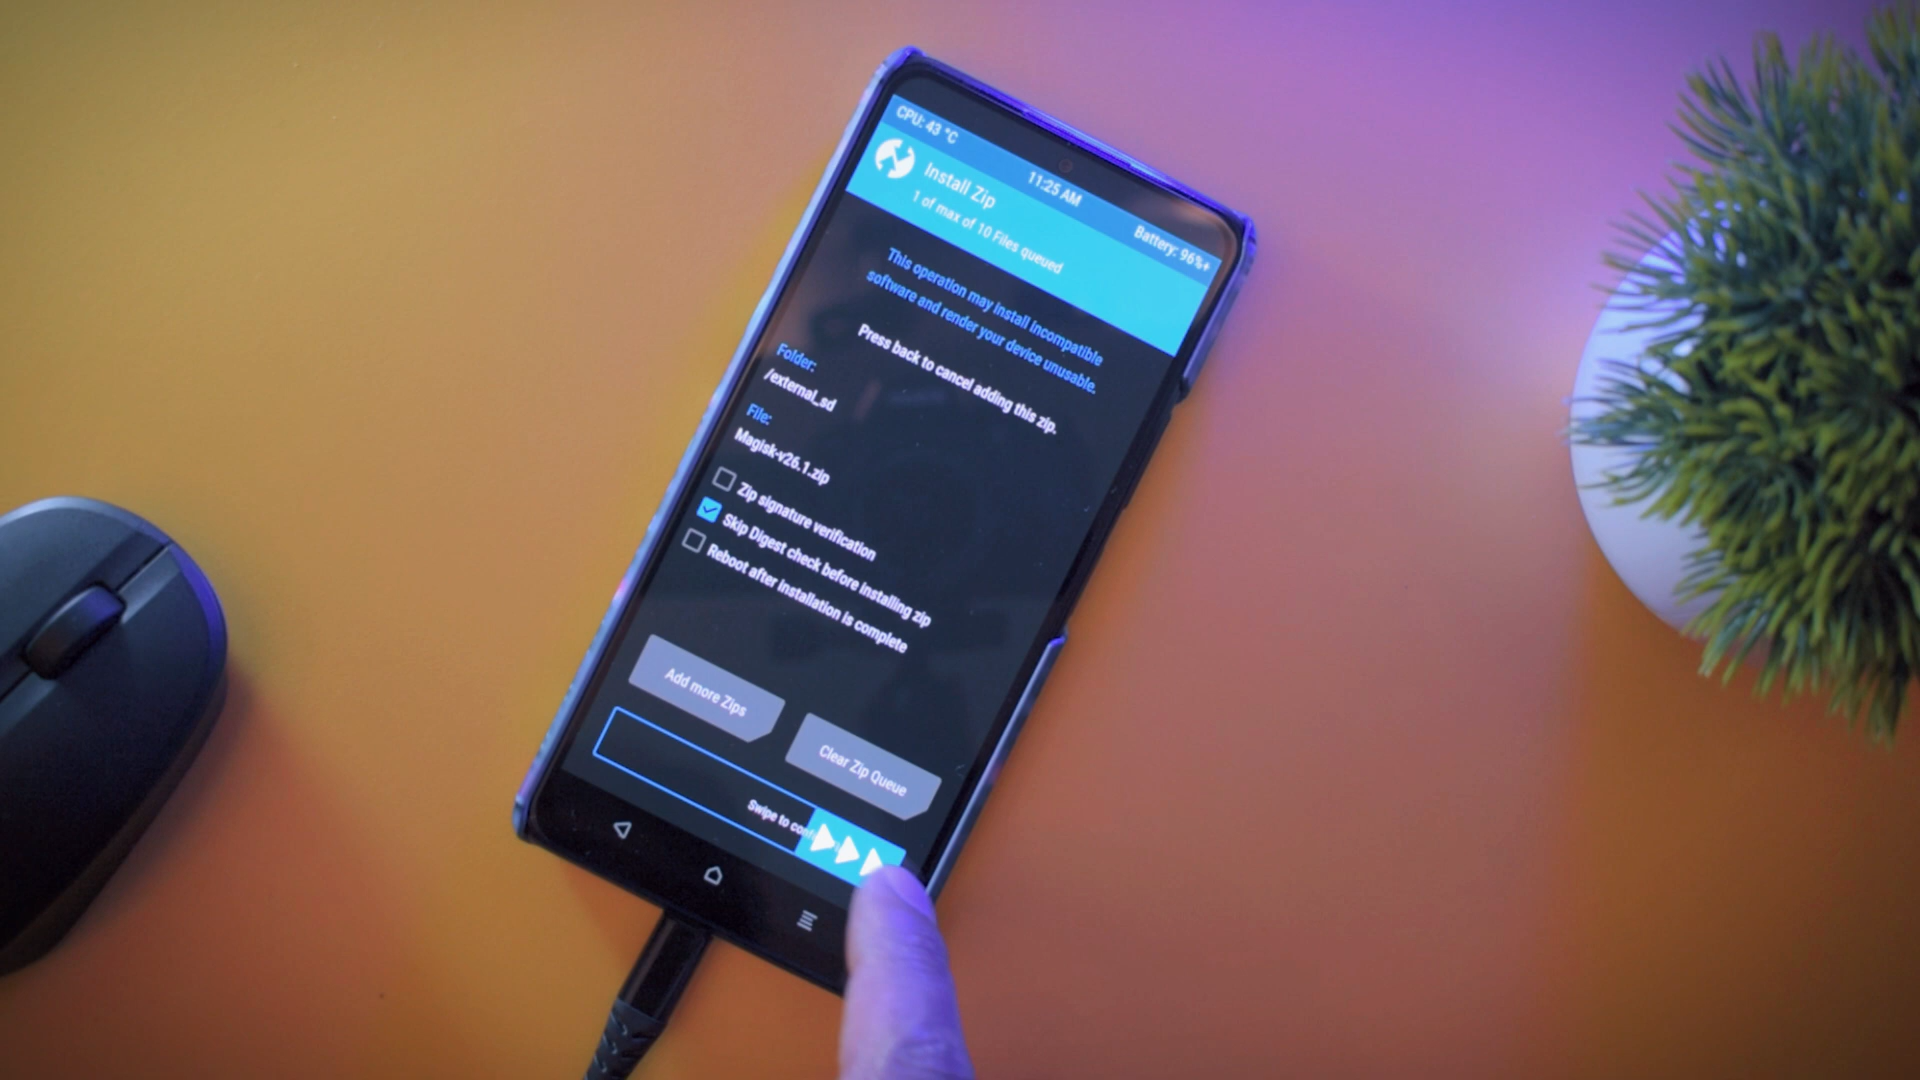 CPU: 43 °C
11:25 AM
Battery: 96%+
Install Zip
1 of max of 10 Files queued
This operation may install incompatible
software and render your device unusable.
Press back to cancel adding this zip.
Folder:
/external_sd
File:
Magisk-v26.1.zip
Zip signature verification
Skip Digest check before installing zip
Reboot after installation is complete
Add more Zips
Clear Zip Queue
Swipe to conf